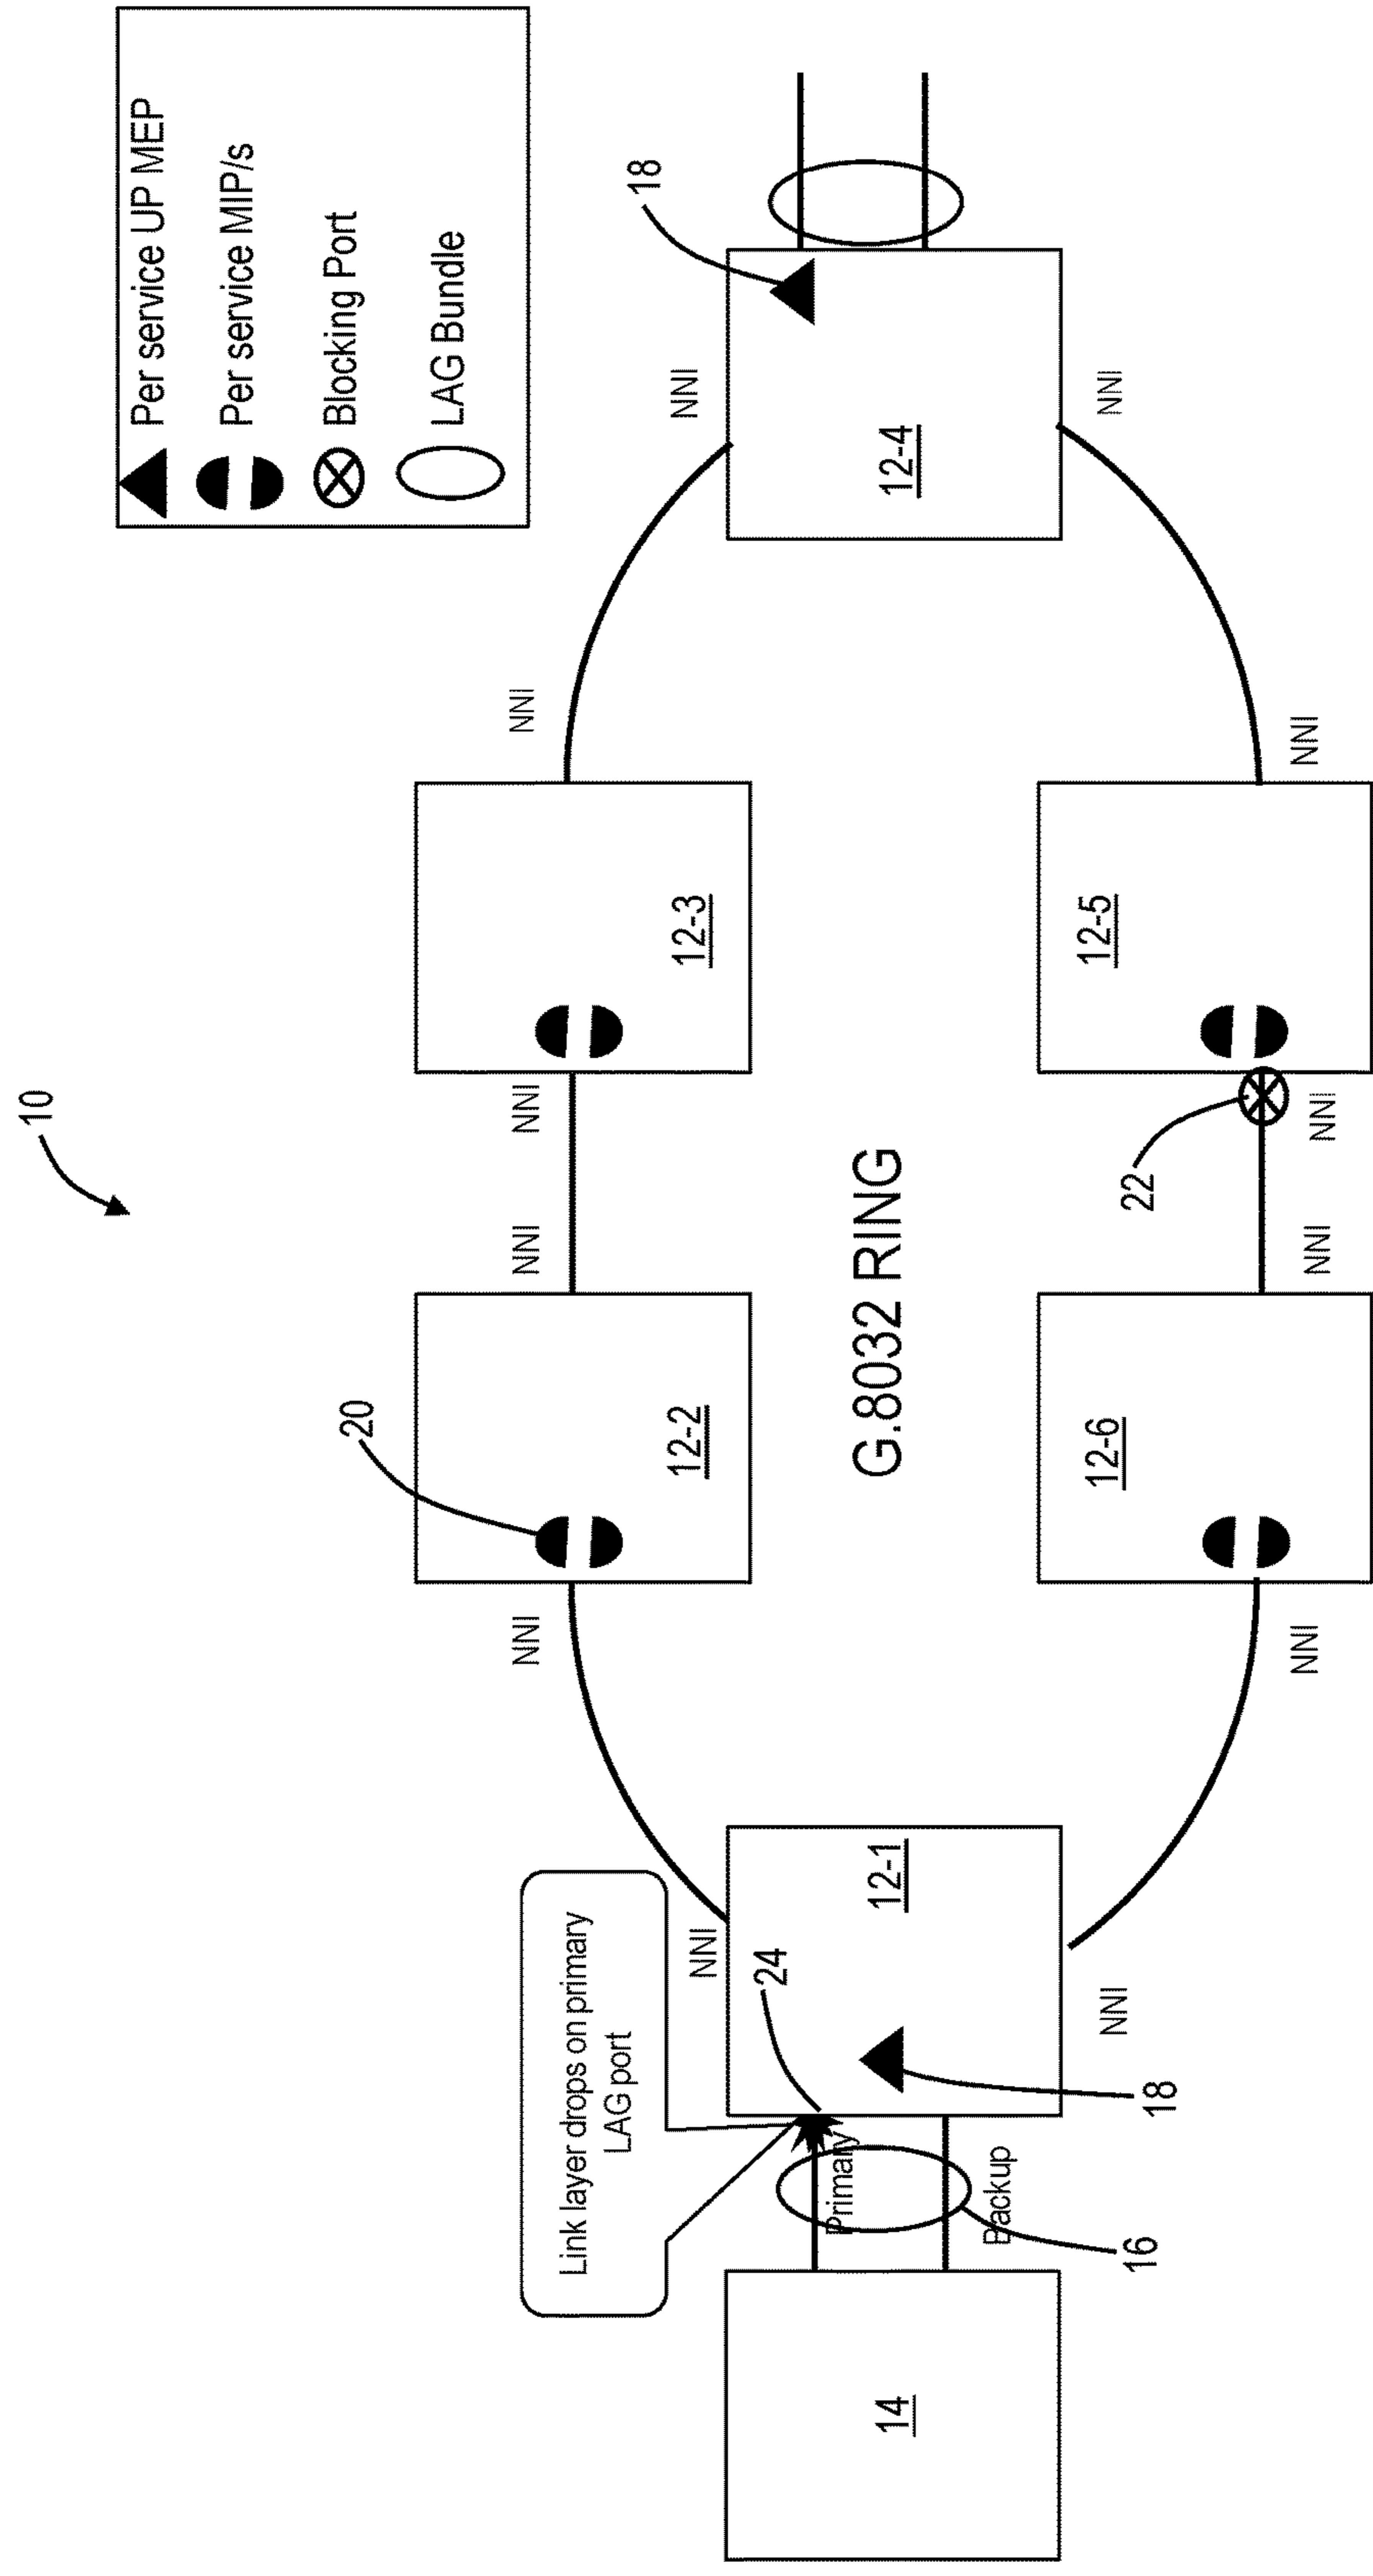 10
Per service UP MEP
Per service MIP/s
Blocking Port
LAG Bundle
Link layer drops on primary
LAG port
20
NNI
NNI
NNI
NNI
12-2
12-3
NNI
NNI
18
24
Primary
Backup
14
12-1
G.8032 RING
12-4
16
18
NNI
NNI
12-6
12-5
22
NNI
NNI
NNI
NNI